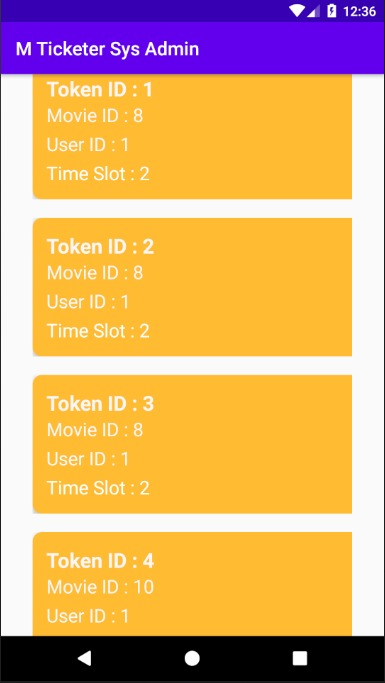 12:36
M Ticketer Sys Admin
Token ID : 1
Movie ID : 8
User ID : 1
Time Slot : 2
Token ID : 2
Movie ID : 8
User ID : 1
Time Slot : 2
Token ID : 3
Movie ID : 8
User ID : 1
Time Slot : 2
Token ID : 4
Movie ID : 10
User ID : 1